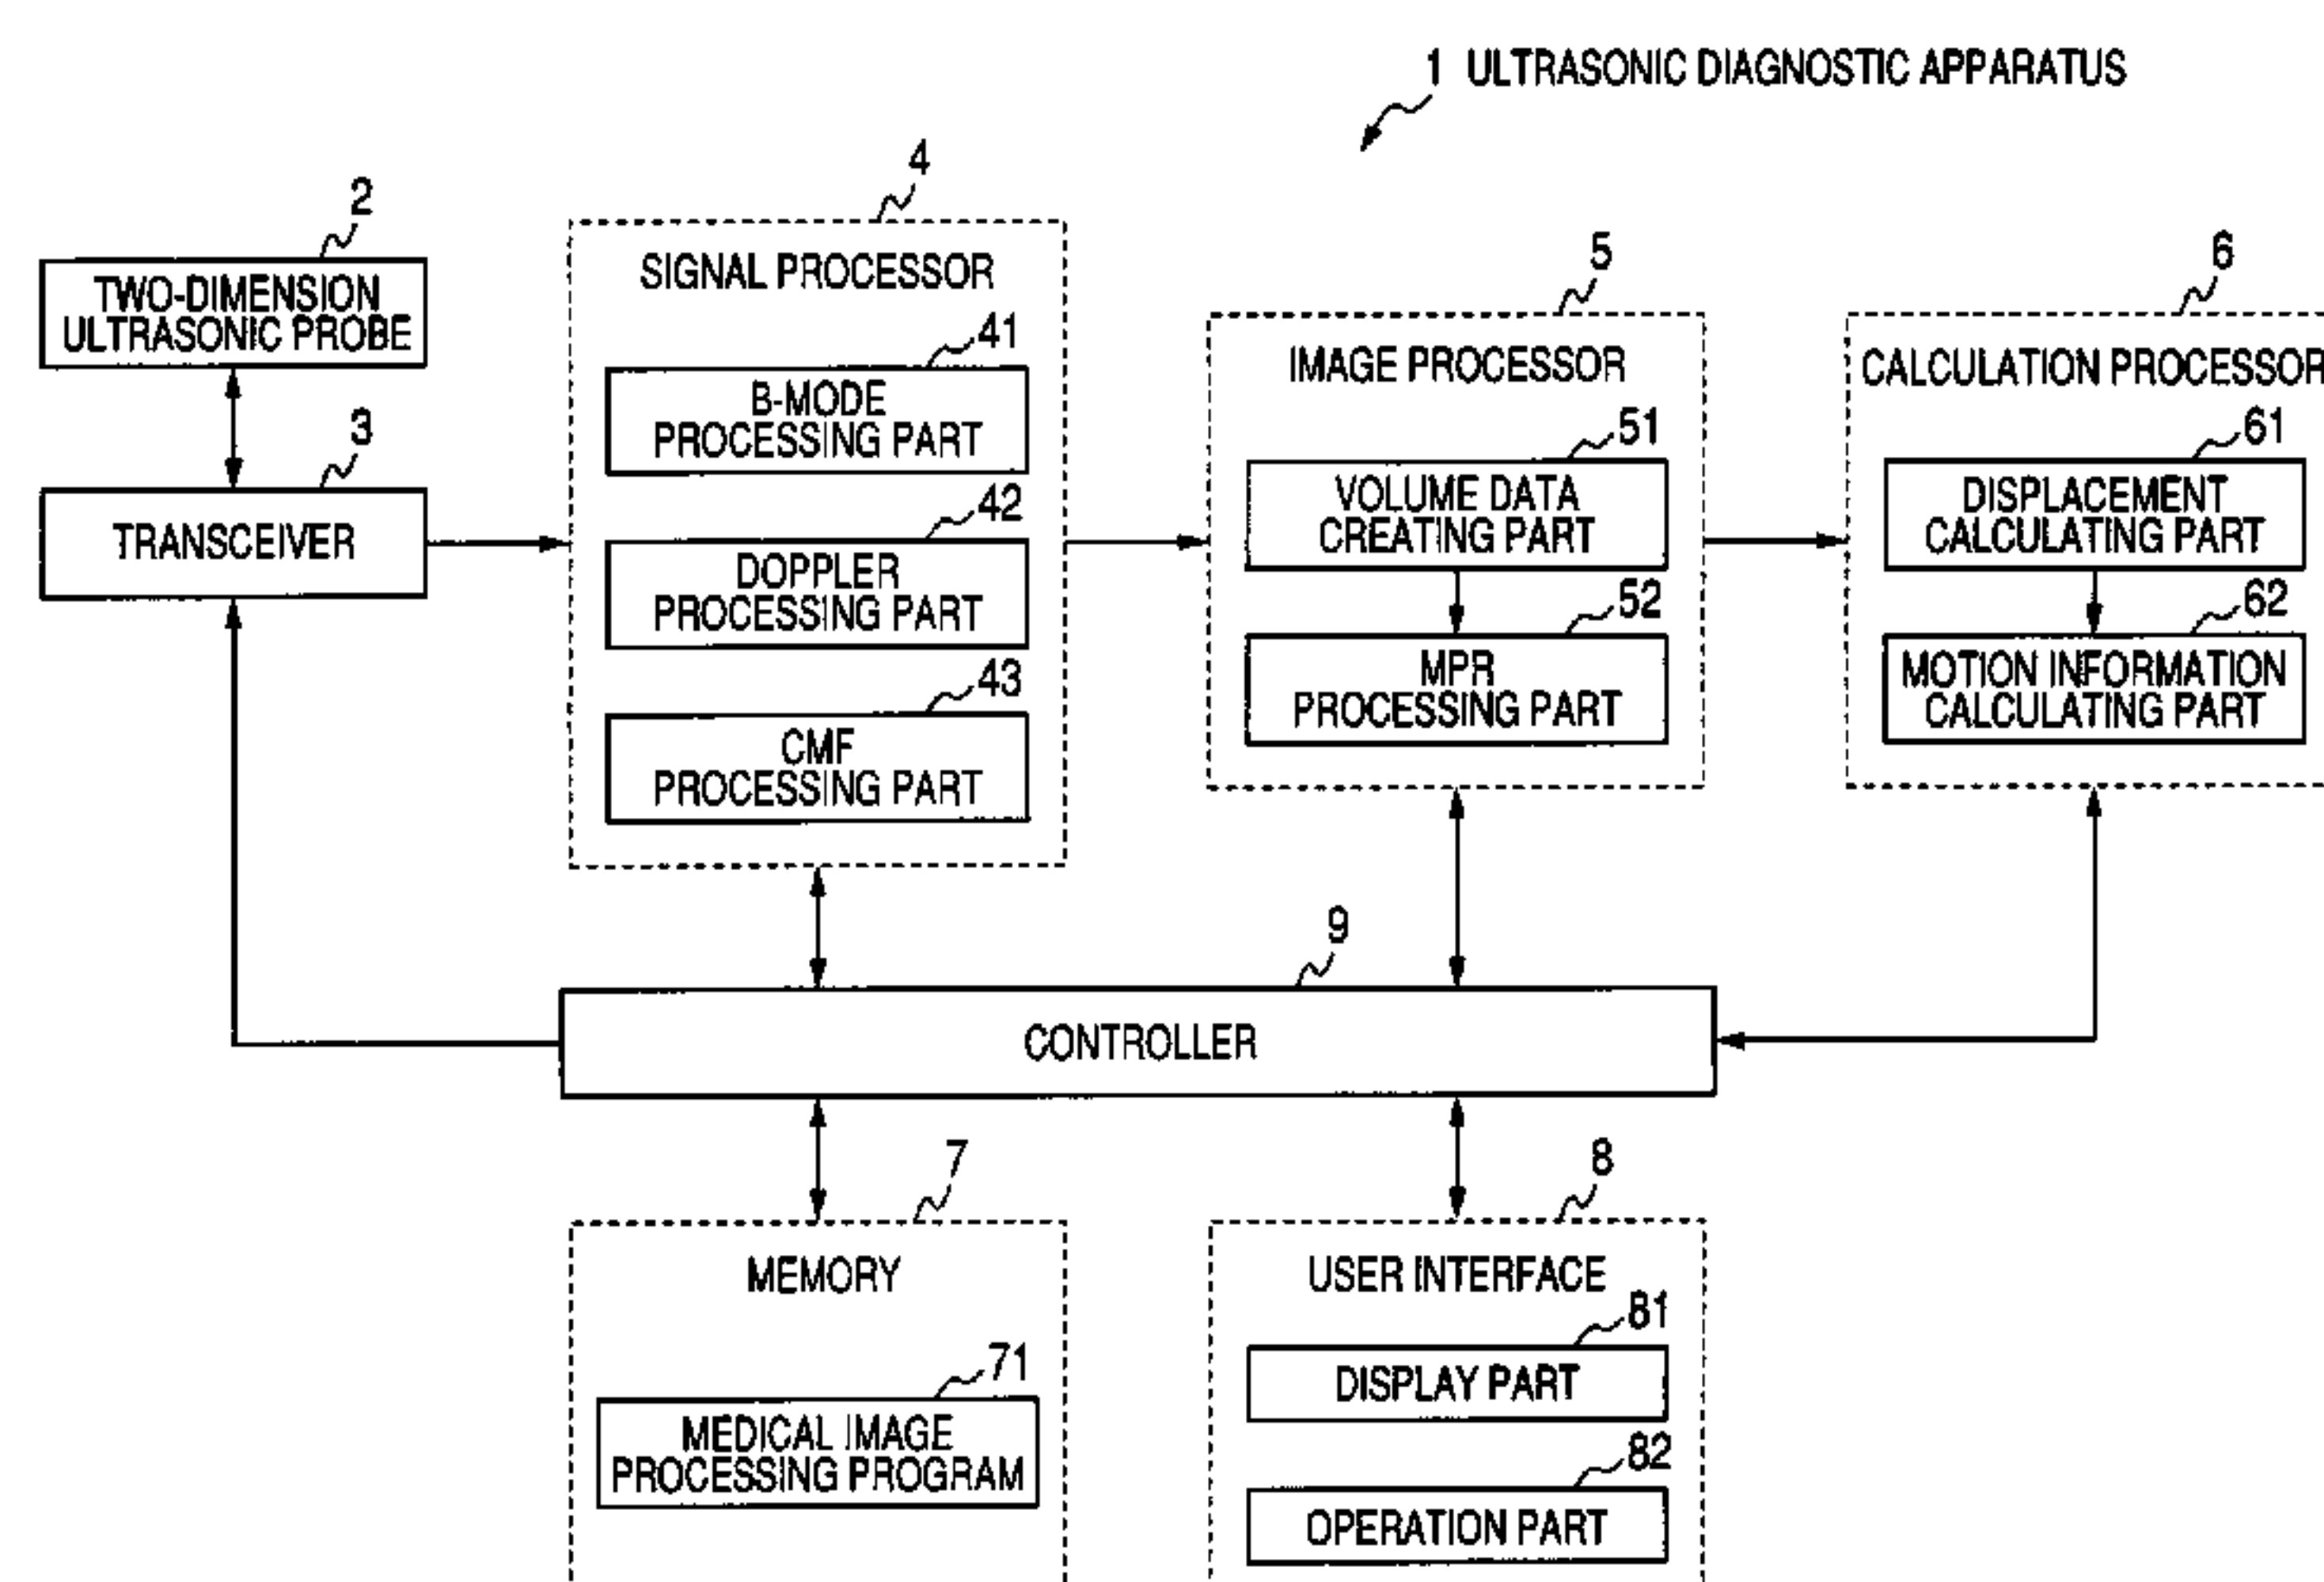 1 ULTRASONIC DIAGNOSTIC APPARATUS
2
TWO-DIMENSION
ULTRASONIC PROBE
3
TRANSCEIVER
4
SIGNAL PROCESSOR
41
B-MODE
PROCESSING PART
42
DOPPLER
PROCESSING PART
43
CMF
PROCESSING PART
5
IMAGE PROCESSOR
51
VOLUME DATA
CREATING PART
52
MPR
PROCESSING PART
6
CALCULATION PROCESSOR
61
DISPLACEMENT
CALCULATING PART
62
MOTION INFORMATION
CALCULATING PART
9
CONTROLLER
7
MEMORY
71
MEDICAL IMAGE
PROCESSING PROGRAM
8
USER INTERFACE
81
DISPLAY PART
82
OPERATION PART